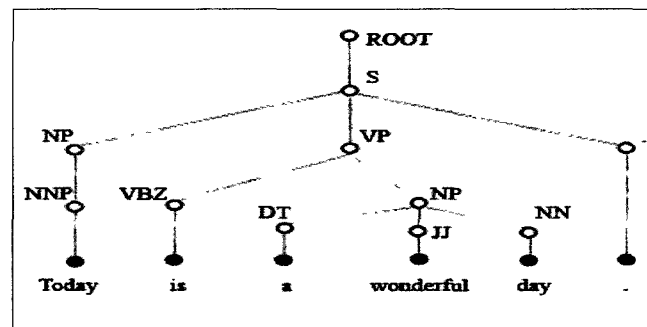 ROOT
S
NP VP
NNP VBZ NP
DT JJ NN
Today is a wonderful day .